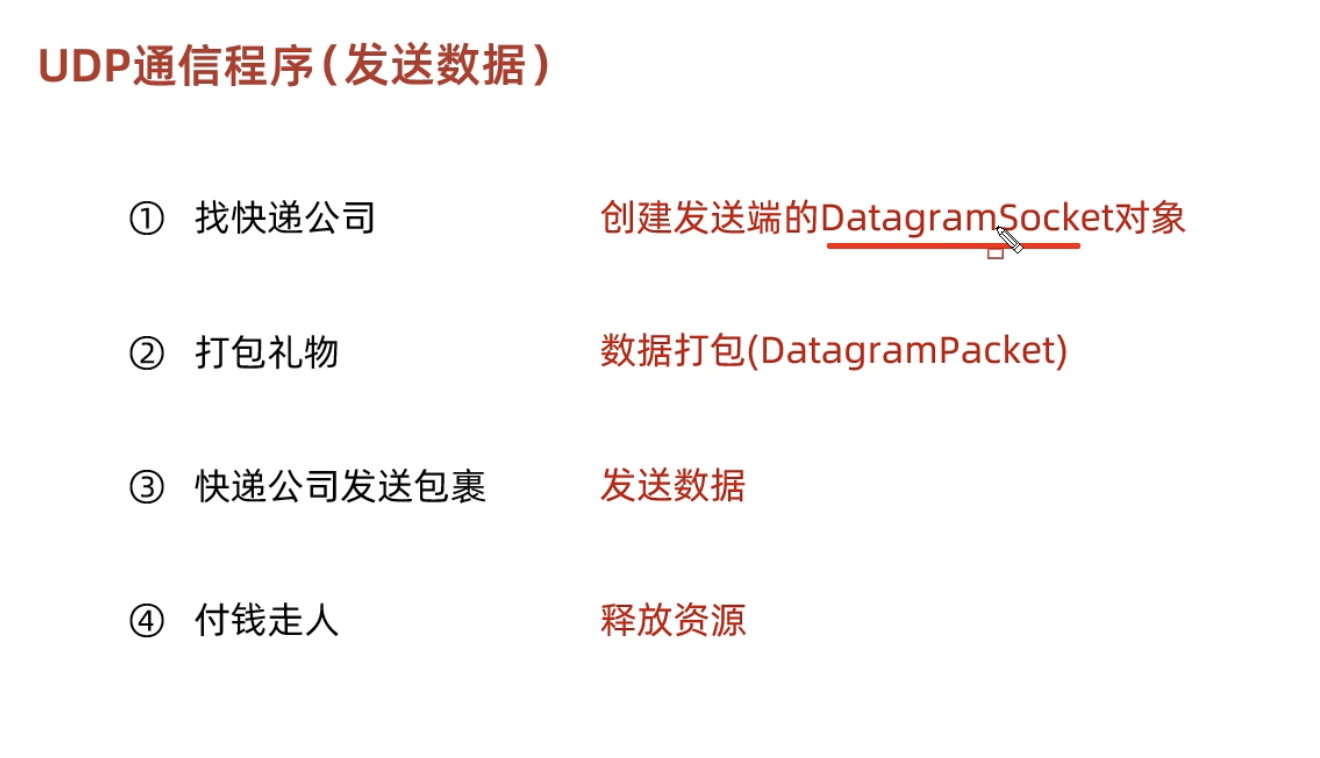 UDP通信程序(发送数据)
① 找快递公司 创建发送端的DatagramSocket对象
② 打包礼物 数据打包(DatagramPacket)
③ 快递公司发送包裹 发送数据
④ 付钱走人 释放资源